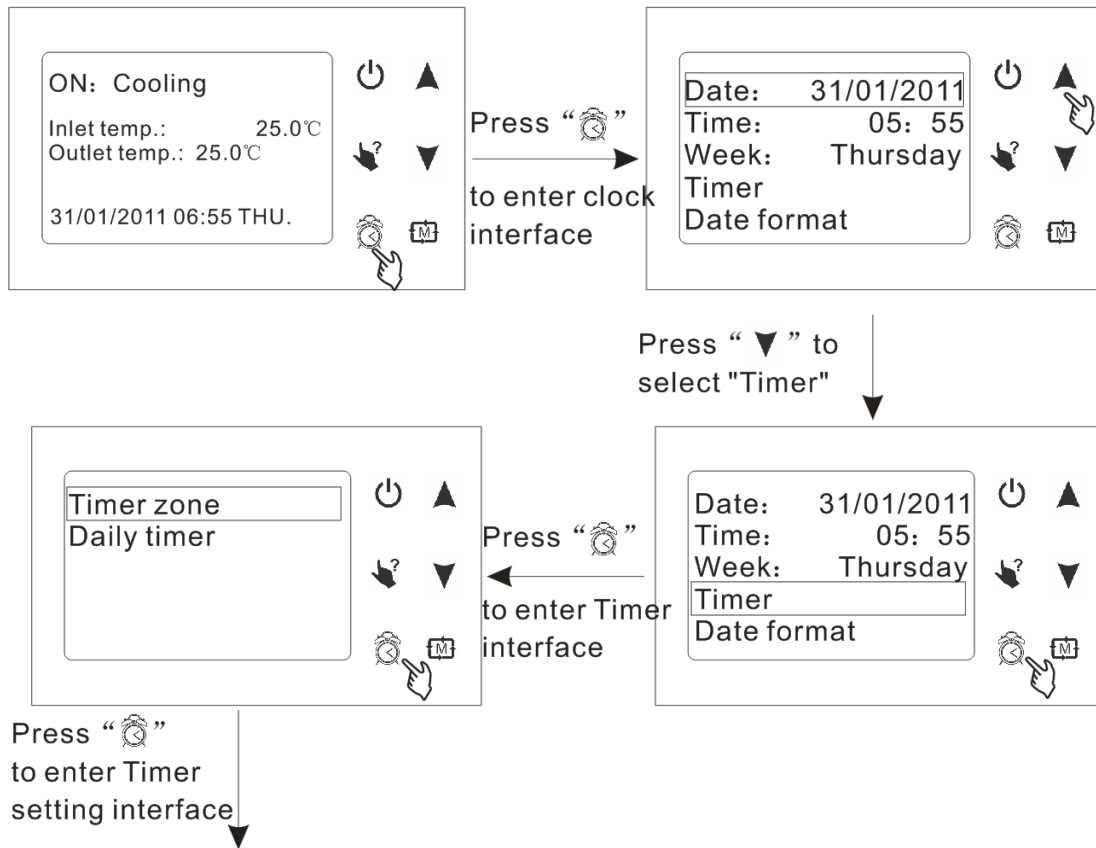 ON: Cooling
Inlet temp.: 25.0℃
Outlet temp.: 25.0℃
31/01/2011 06:55 THU.
? M
Press “ ”
to enter clock
interface
Date: 31/01/2011
Time: 05: 55
Week: Thursday
Timer
Date format
? M
Press “ ▼ ” to
select "Timer"
Date: 31/01/2011
Time: 05: 55
Week: Thursday
Timer
Date format
? M
Press “ ”
to enter Timer
interface
Timer zone
Daily timer
? M
Press “ ”
to enter Timer
setting interface